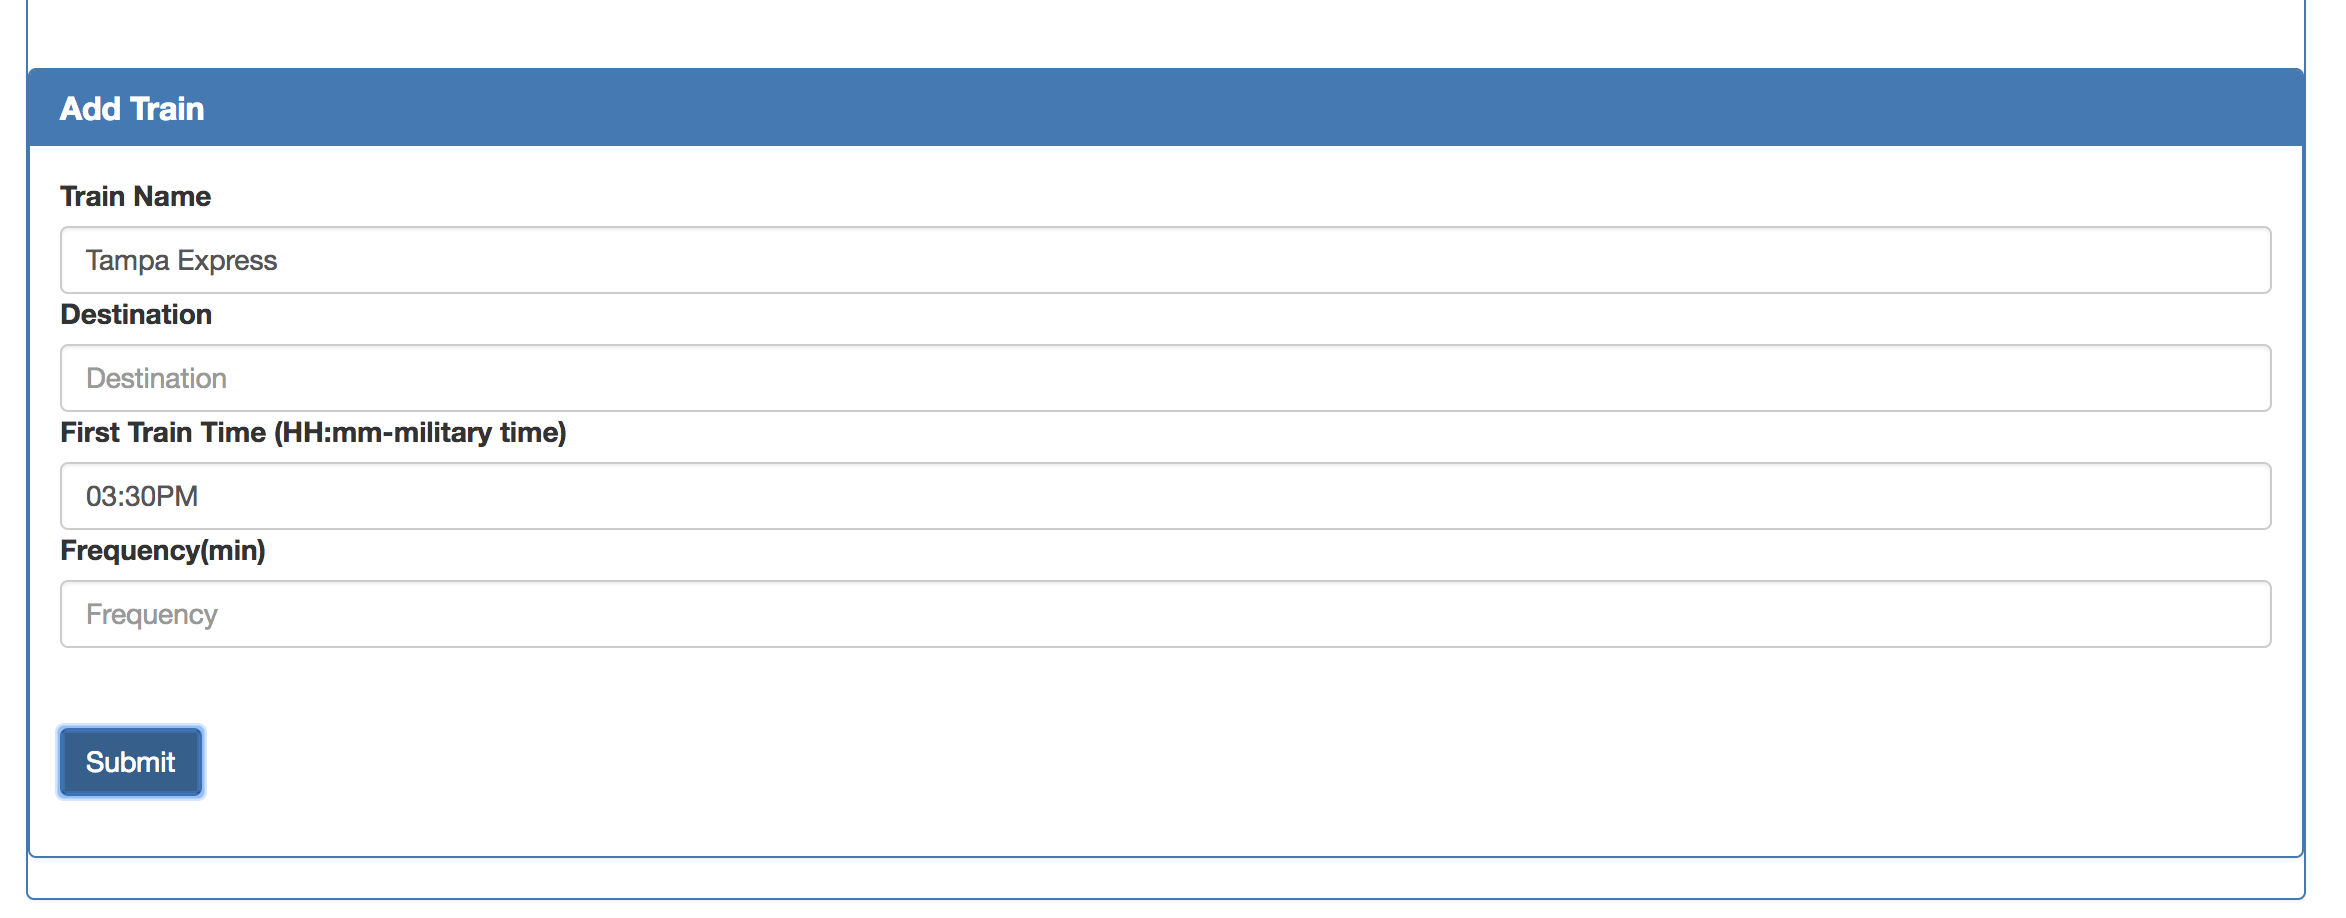 Add Train
Train Name
Tampa Express
Destination
Destination
First Train Time (HH:mm-military time)
03:30PM
Frequency(min)
Frequency
Submit